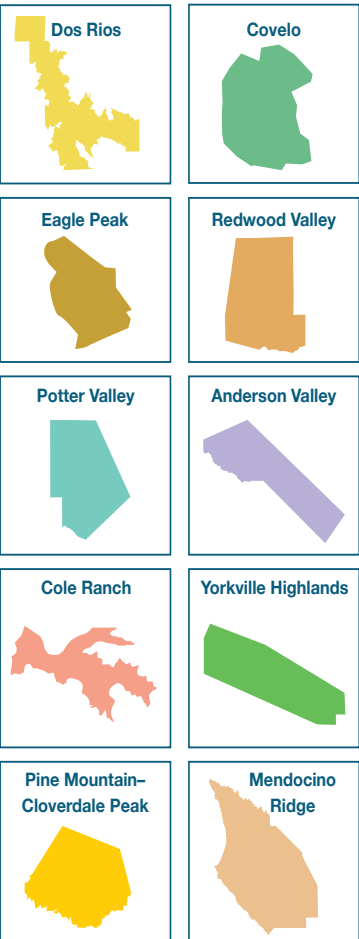 Dos Rios
Covelo
Eagle Peak
Redwood Valley
Potter Valley
Anderson Valley
Cole Ranch
Yorkville Highlands
Pine Mountain–
Cloverdale Peak
Mendocino
Ridge